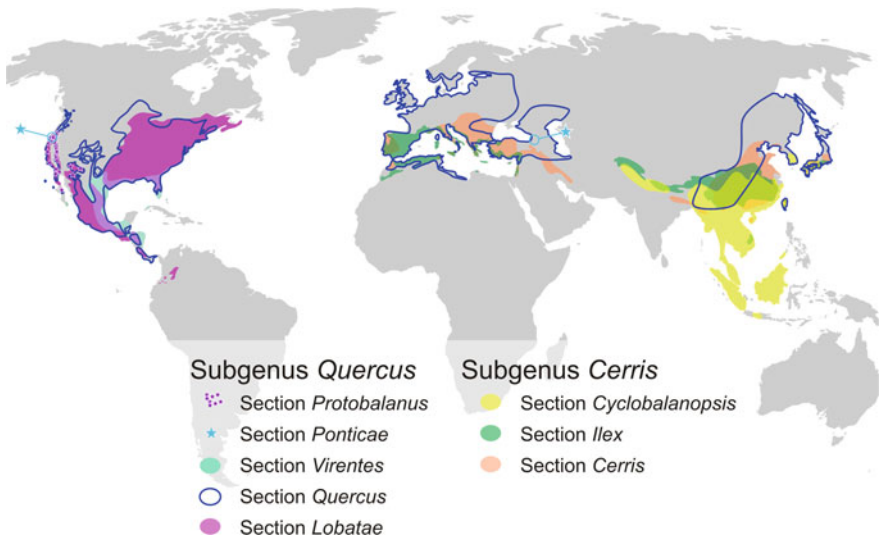 Subgenus Quercus
Section Protobalanus
Section Ponticae
Section Virentes
Section Quercus
Section Lobatae
Subgenus Cerris
Section Cyclobalanopsis
Section Ilex
Section Cerris